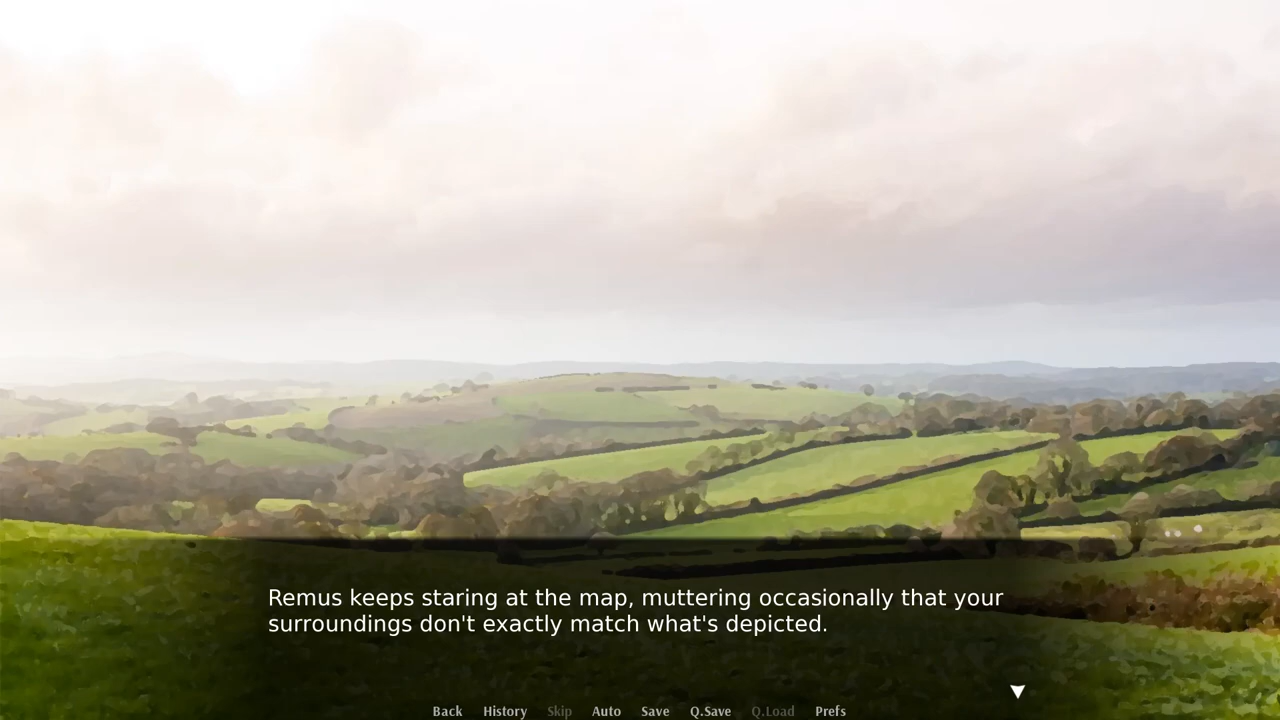 Remus keeps staring at the map, muttering occasionally that your
surroundings don't exactly match what's depicted.
Back History Skip Auto Save Q.Save Q.Load Prefs